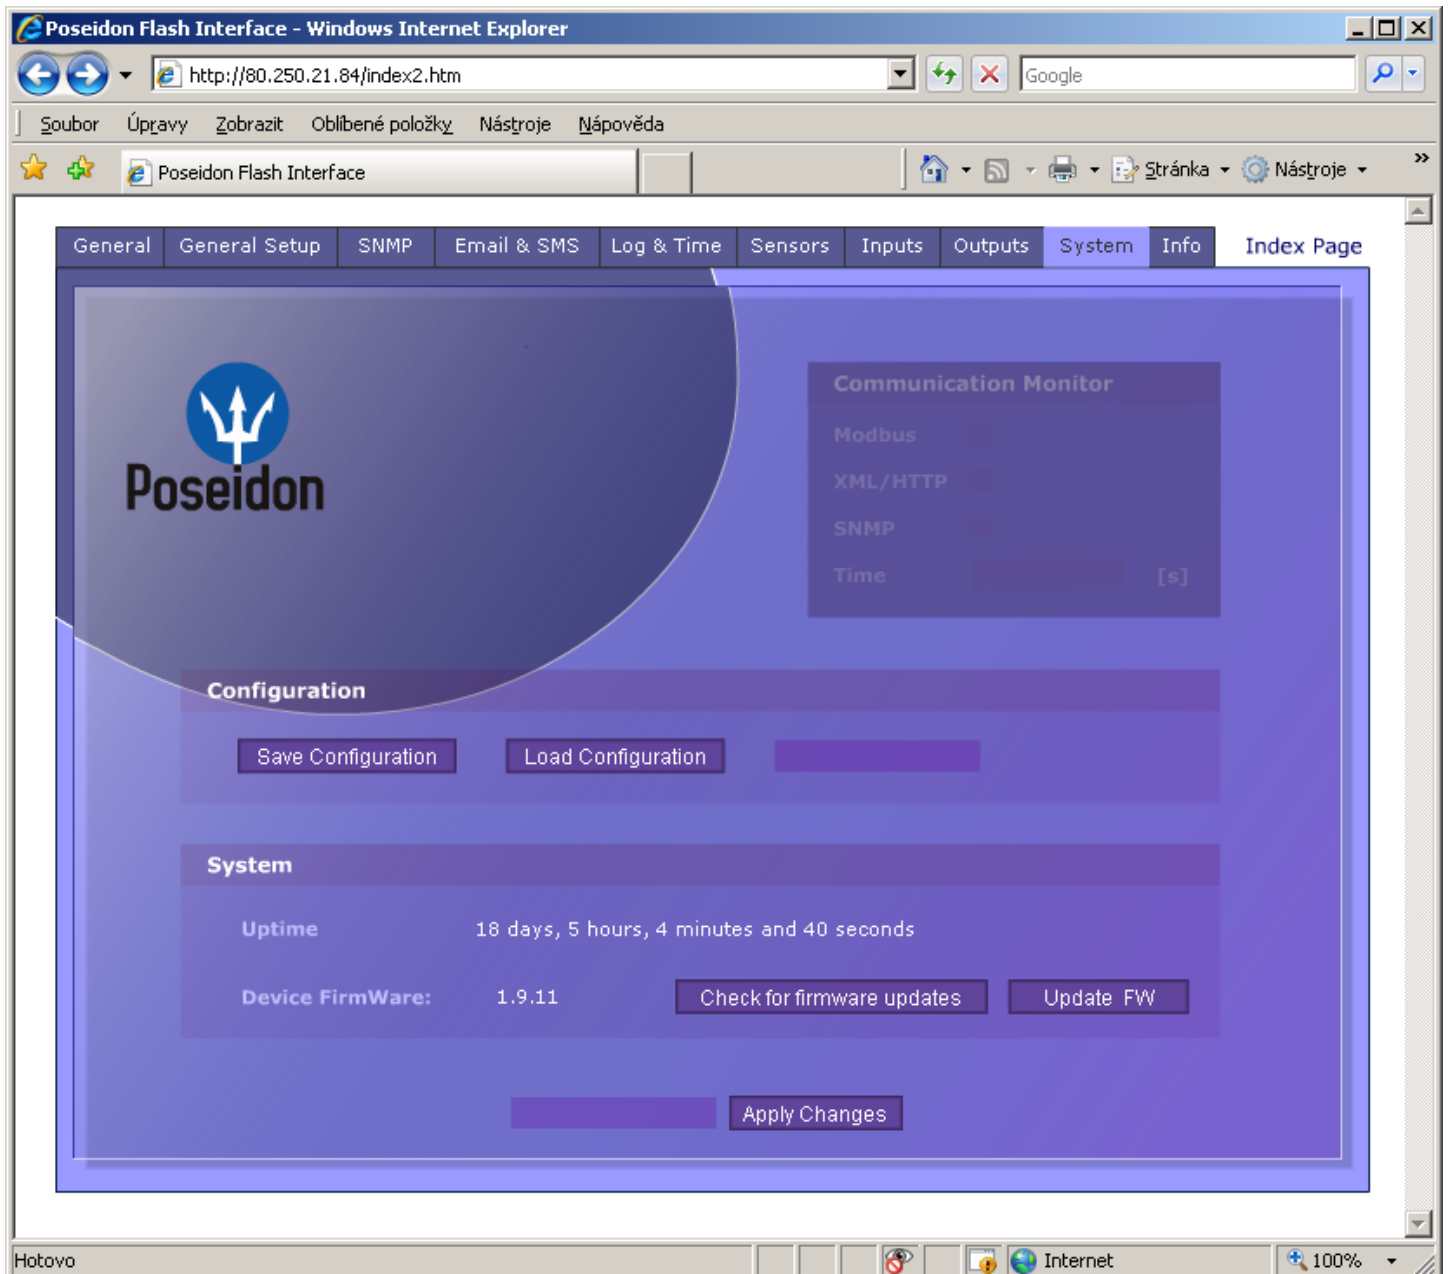 Poseidon Flash Interface - Windows Internet Explorer
http://80.250.21.84/index2.htm Google
Soubor Úpravy Zobrazit Oblíbené položky Nástroje Nápověda
Poseidon Flash Interface Stránka Nástroje »
General General Setup SNMP Email & SMS Log & Time Sensors Inputs Outputs System Info Index Page
Poseidon
Communication Monitor
Modbus
XML/HTTP
SNMP
Time [s]
Configuration
Save Configuration Load Configuration
System
Uptime 18 days, 5 hours, 4 minutes and 40 seconds
Device FirmWare: 1.9.11 Check for firmware updates Update FW
Apply Changes
Hotovo Internet 100%